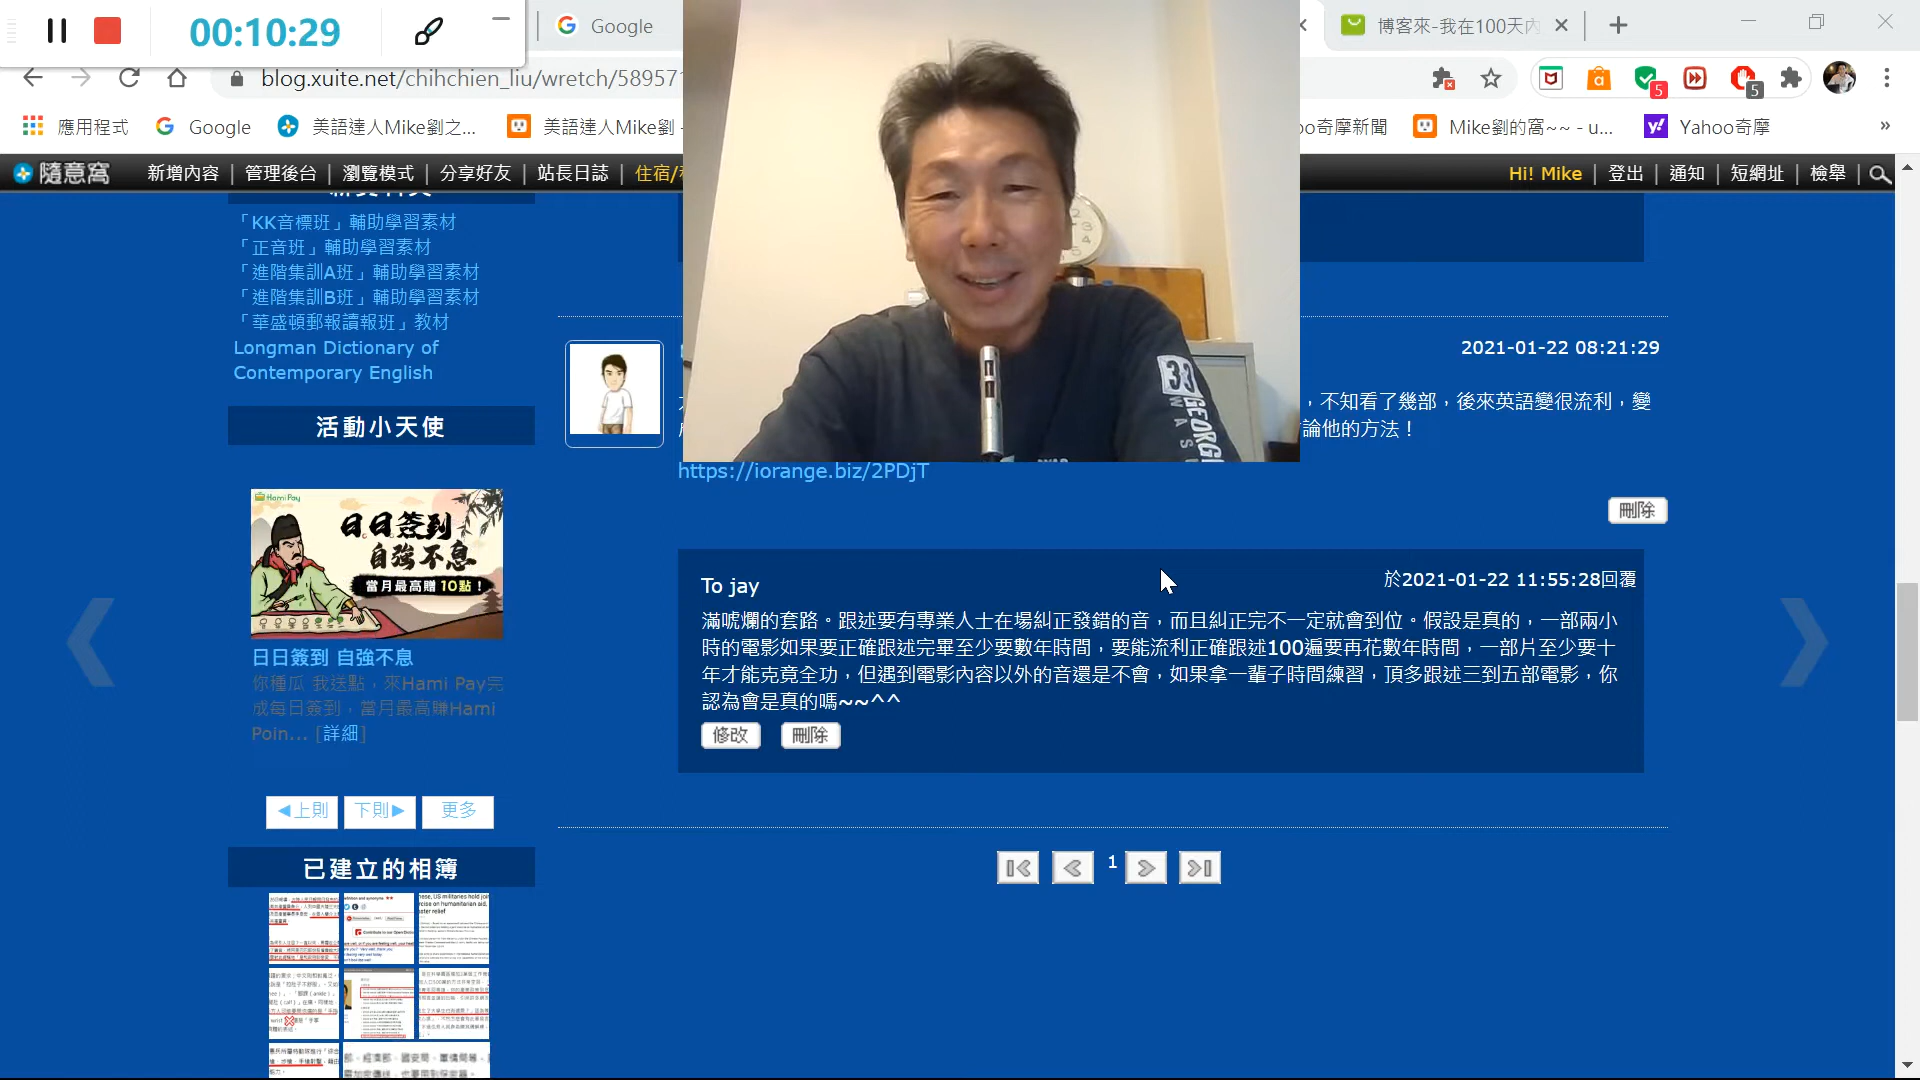 00:10:29
Google
博客來-我在100天內
blog.xuite.net/chihchien_liu/wretch/58957
5
5
應用程式
Google
美語達人Mike劉之...
美語達人Mike劉 -
oo奇摩新聞
Mike劉的窩~~ - u...
Yahoo奇摩
»
隨意窩
新增內容 | 管理後台 | 瀏覽模式 | 分享好友 | 站長日誌 | 住宿/
Hi! Mike | 登出 | 通知 | 短網址 | 檢舉
「KK音標班」輔助學習素材
「正音班」輔助學習素材
「進階集訓A班」輔助學習素材
「進階集訓B班」輔助學習素材
「華盛頓郵報讀報班」教材
Longman Dictionary of
Contemporary English
活動小天使
Hami Pay
日日簽到
自強不息
當月最高賺10點！
日日簽到 自強不息
你種瓜 我送點，來Hami Pay完
成每日簽到，當月最高賺Hami
Poin... [詳細]
◀上則
下則▶
更多
已建立的相簿
33
GEORGE
WAS
2021-01-22 08:21:29
，不知看了幾部，後來英語變很流利，變
論他的方法！
https://iorange.biz/2PDjT
刪除
To jay
於2021-01-22 11:55:28回覆
滿唬爛的套路。跟述要有專業人士在場糾正發錯的音，而且糾正完不一定就會到位。假設是真的，一部兩小
時的電影如果要正確跟述完畢至少要數年時間，要能流利正確跟述100遍要再花數年時間，一部片至少要十
年才能克竟全功，但遇到電影內容以外的音還是不會，如果拿一輩子時間練習，頂多跟述三到五部電影，你
認為會是真的嗎~~^^
修改
刪除
1